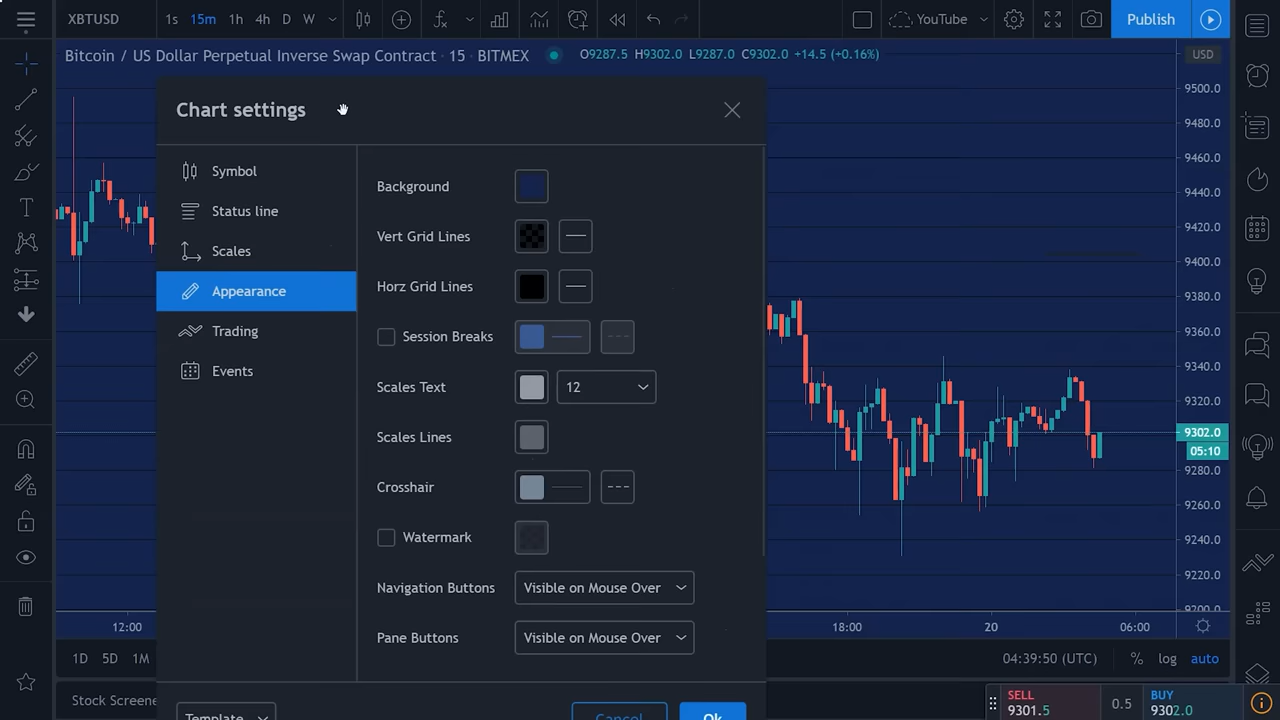 XBTUSD 1s 15m 1h 4h D W YouTube Publish
Bitcoin / US Dollar Perpetual Inverse Swap Contract · 15 · BITMEX O9287.5 H9302.0 L9287.0 C9302.0 +14.5 (+0.16%) USD
Chart settings
Symbol
Status line
Scales
Appearance
Trading
Events
Background
Vert Grid Lines
Horz Grid Lines
Session Breaks
Scales Text 12
Scales Lines
Crosshair
Watermark
Navigation Buttons Visible on Mouse Over
Pane Buttons Visible on Mouse Over
Template Cancel Ok
9500.0
9480.0
9460.0
9440.0
9420.0
9400.0
9380.0
9360.0
9340.0
9320.0
9302.0
05:10
9280.0
9260.0
9240.0
9220.0
9200.0
12:00 18:00 20 06:00
1D 5D 1M 04:39:50 (UTC) % log auto
Stock Screene
SELL
9301.5
0.5
BUY
9302.0